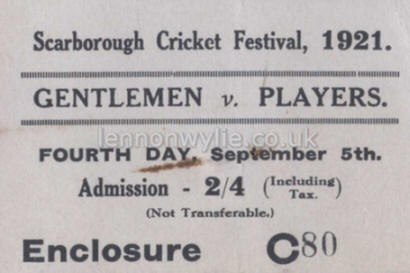 Scarborough Cricket Festival, 1921.
GENTLEMEN v. PLAYERS.
lennonwylie.co.uk
FOURTH DAY, September 5th.
Admission - 2/4 (Including Tax.)
(Not Transferable.)
Enclosure C80